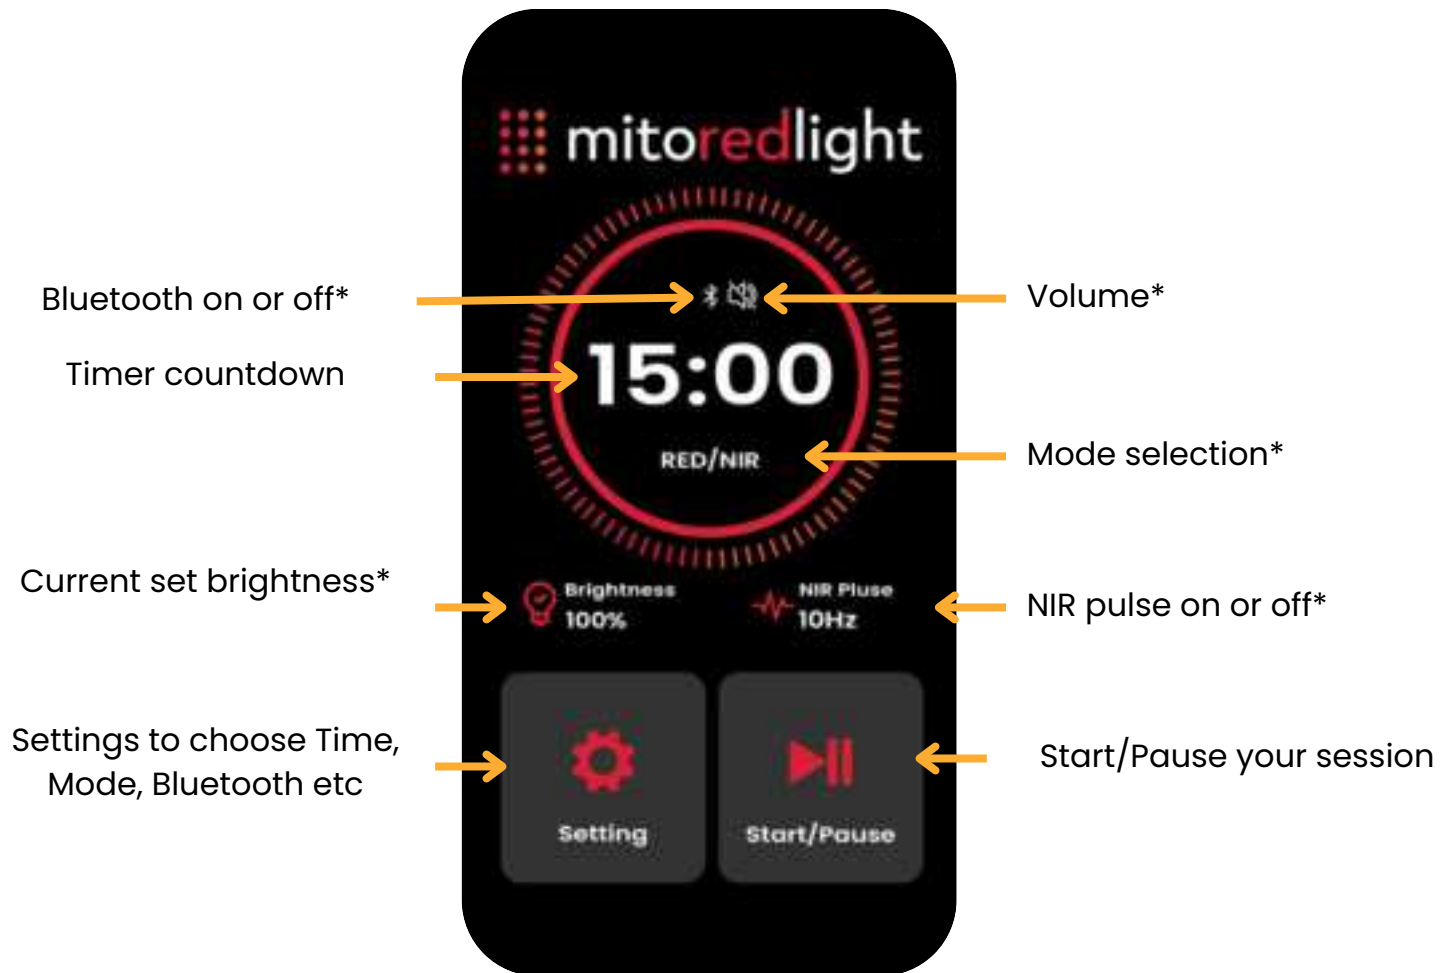 mitoredlight
Bluetooth on or off*
Volume*
Timer countdown
15:00
Mode selection*
RED/NIR
Current set brightness*
Brightness
100%
NIR Pluse
10Hz
NIR pulse on or off*
Settings to choose Time,
Mode, Bluetooth etc
Setting
Start/Pause
Start/Pause your session